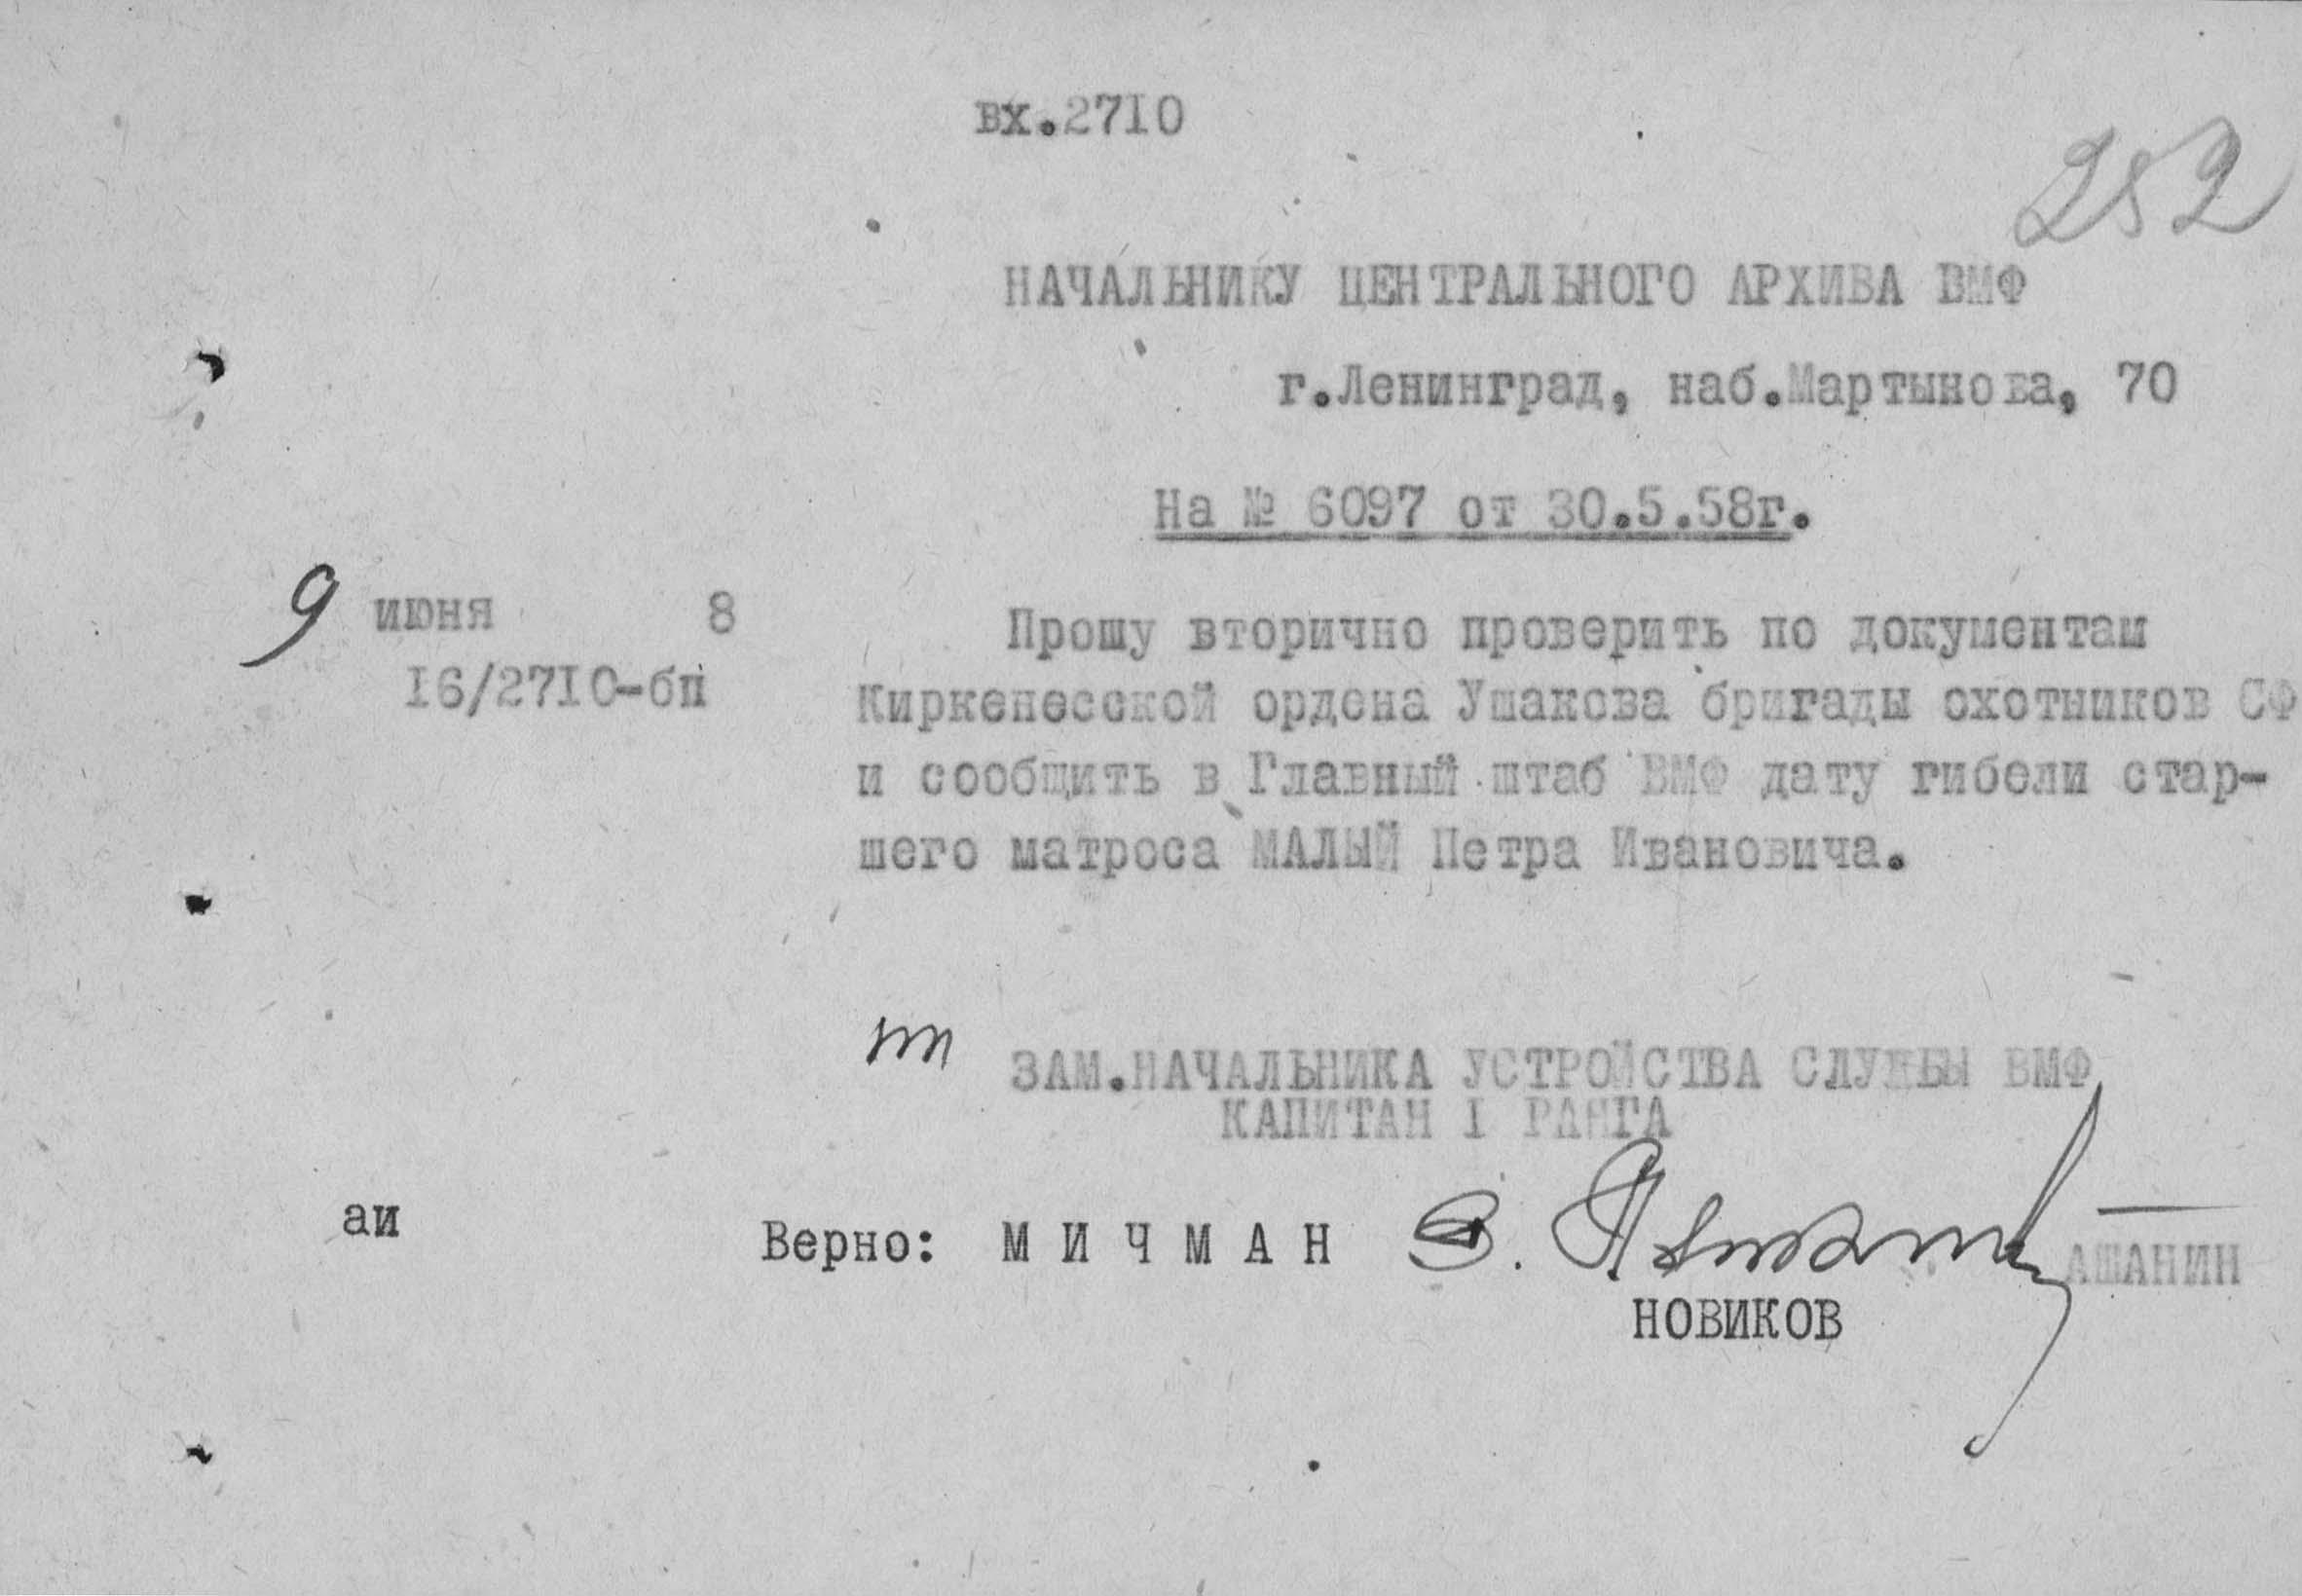 вх.2710
252
НАЧАЛЬНИКУ ЦЕНТРАЛЬНОГО АРХИВА ВМФ
г.Ленинград, наб.Мартынова, 70
На № 6097 от 30.5.58г.
9 июня 8
16/2710-бп
Прошу вторично проверить по документам
Киркенесской ордена Ушакова бригады охотников СФ
и сообщить в Главный штаб ВМФ дату гибели стар-
шего матроса МАЛЫЙ Петра Ивановича.
пп ЗАМ.НАЧАЛЬНИКА УСТРОЙСТВА СЛУЖБЫ ВМФ
КАПИТАН I РАНГА
АШАНИН
аи
Верно: М И Ч М А Н
НОВИКОВ